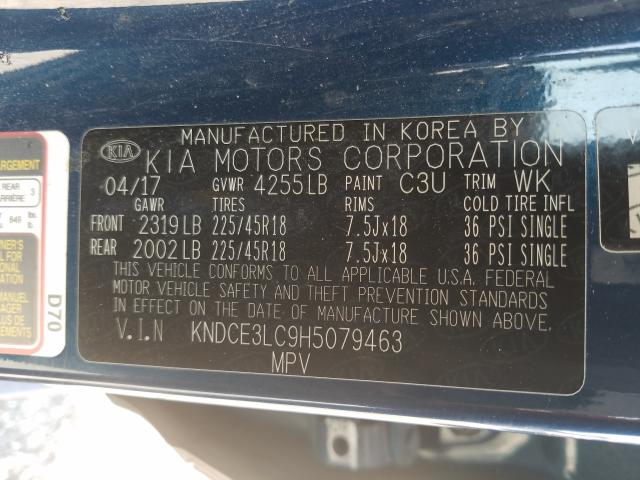 MANUFACTURED IN KOREA BY
KIA KIA MOTORS CORPORATION
04/17 GVWR 4255LB PAINT C3U TRIM WK
GAWR TIRES RIMS COLD TIRE INFL
FRONT 2319LB 225/45R18 7.5Jx18 36 PSI SINGLE
REAR 2002LB 225/45R18 7.5Jx18 36 PSI SINGLE
THIS VEHICLE CONFORMS TO ALL APPLICABLE U.S.A. FEDERAL
MOTOR VEHICLE SAFETY AND THEFT PREVENTION STANDARDS
IN EFFECT ON THE DATE OF MANUFACTURE SHOWN ABOVE.
V.I.N KNDCE3LC9H5079463
MPV
REAR 3
D70